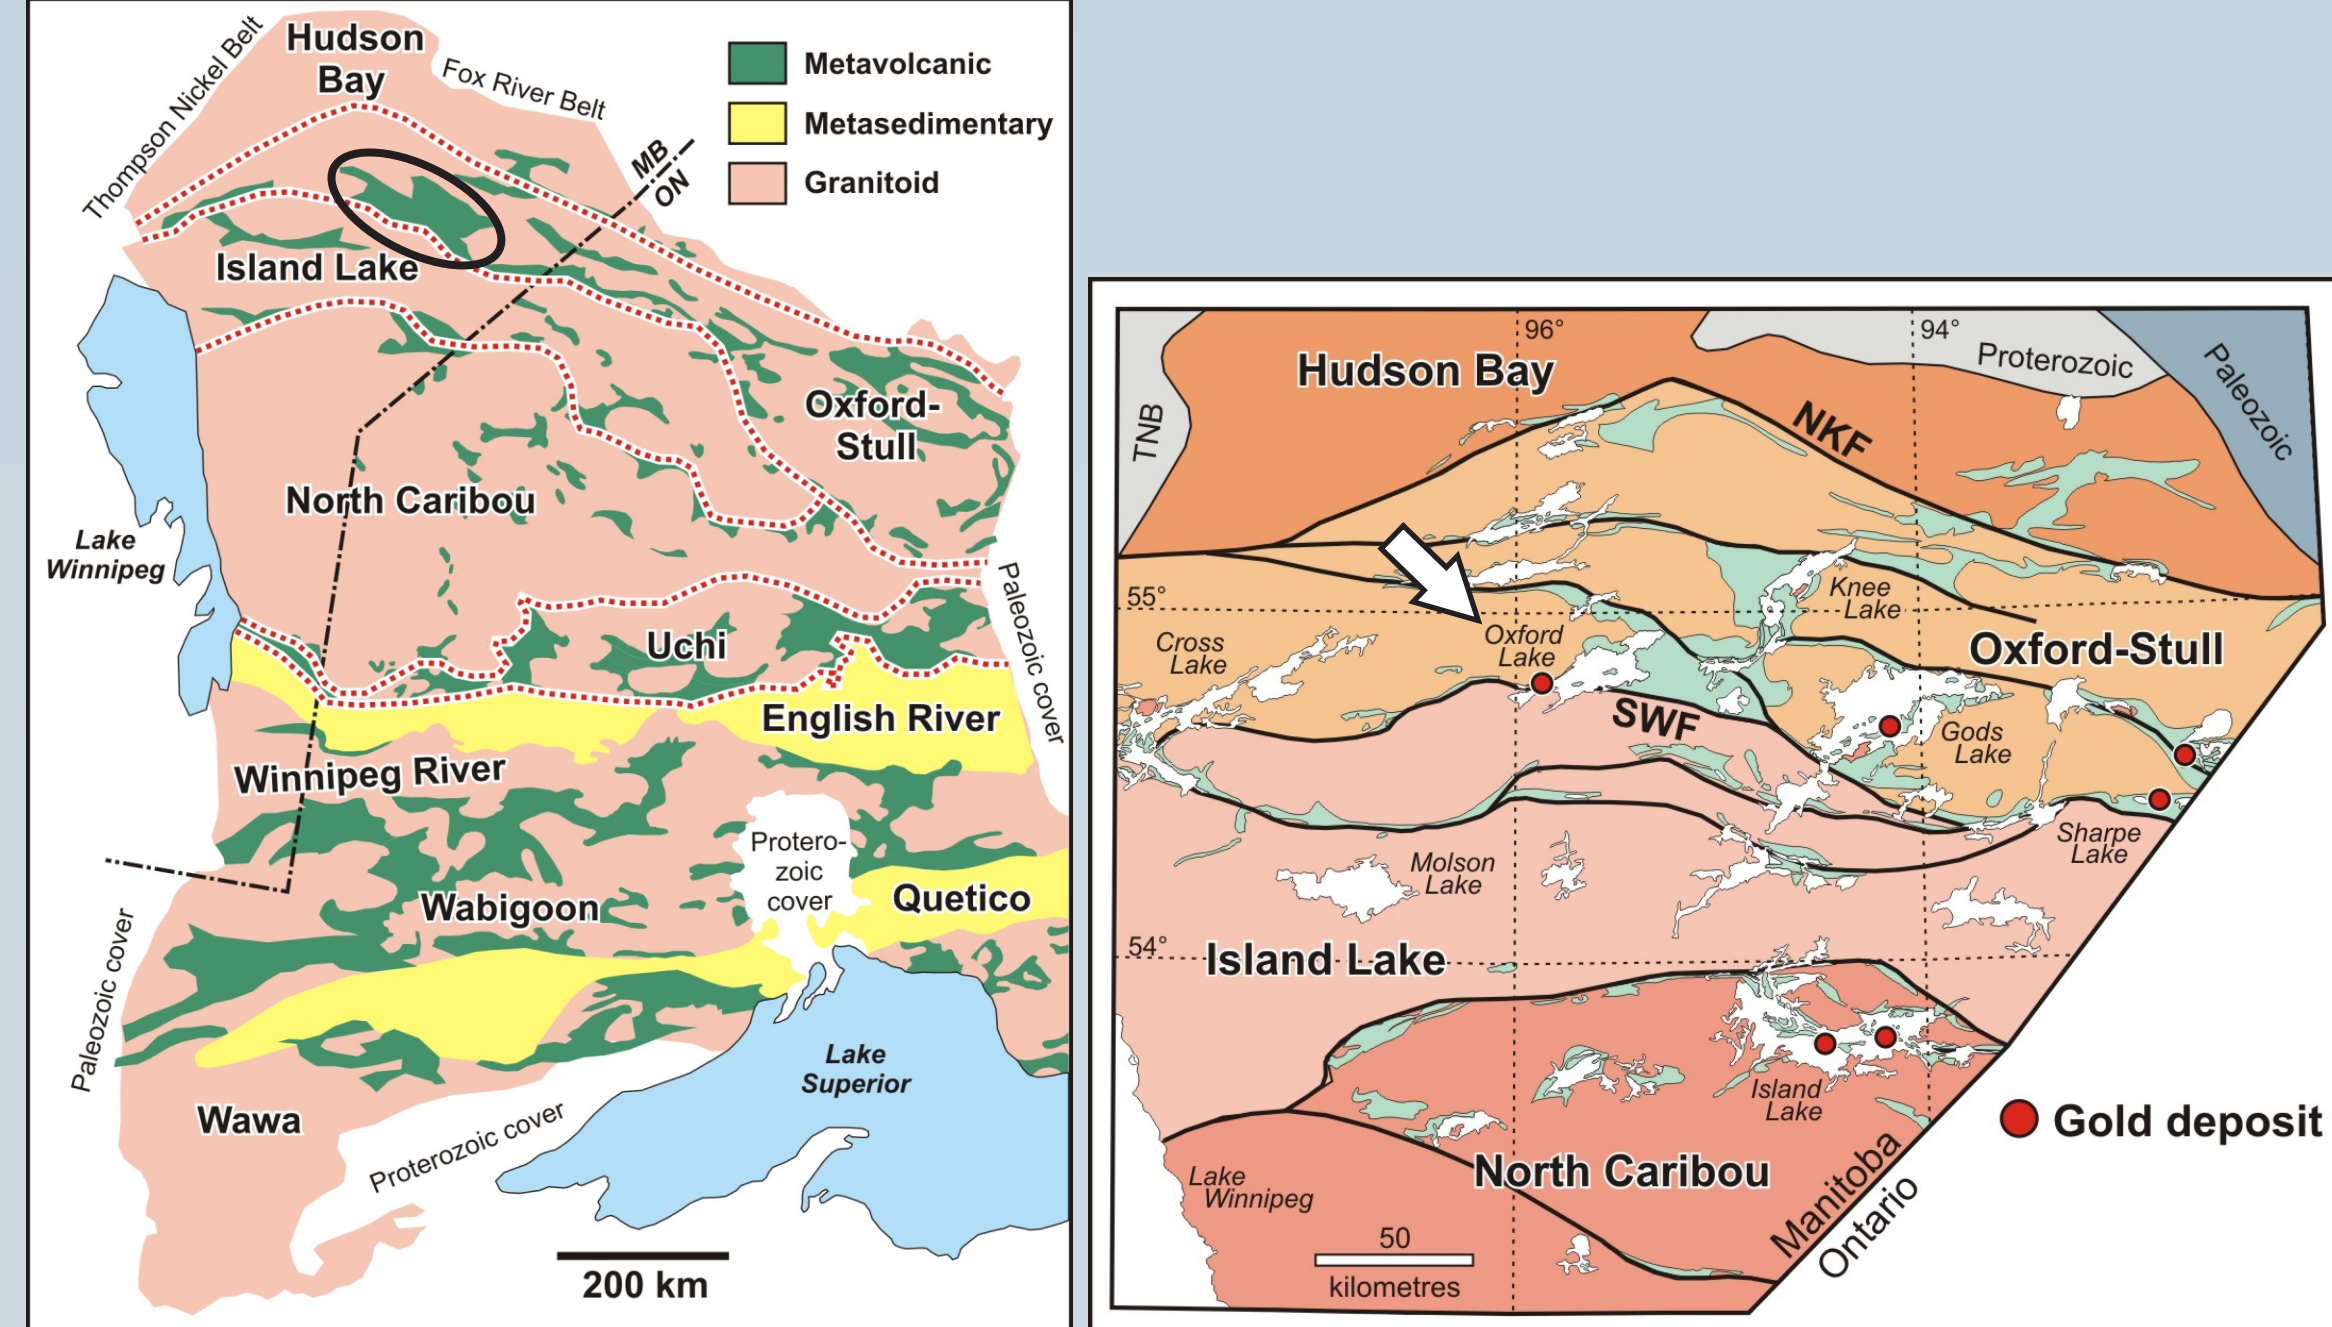 Hudson
Bay
Thompson Nickel Belt
Fox River Belt
MB
ON
Metavolcanic
Metasedimentary
Granitoid
Island Lake
Oxford-
Stull
North Caribou
Lake
Winnipeg
Uchi
Paleozoic cover
English River
Winnipeg River
Protero-
zoic
cover
Wabigoon
Quetico
Paleozoic cover
Lake
Superior
Wawa
Proterozoic cover
200 km
96°
94°
Hudson Bay
Proterozoic
Paleozoic
TNB
NKF
55°
Knee
Lake
Cross
Lake
Oxford
Lake
Oxford-Stull
SWF
Gods
Lake
Sharpe
Lake
Molson
Lake
54°
Island Lake
Island
Lake
Gold deposit
North Caribou
Manitoba
Ontario
Lake
Winnipeg
50
kilometres